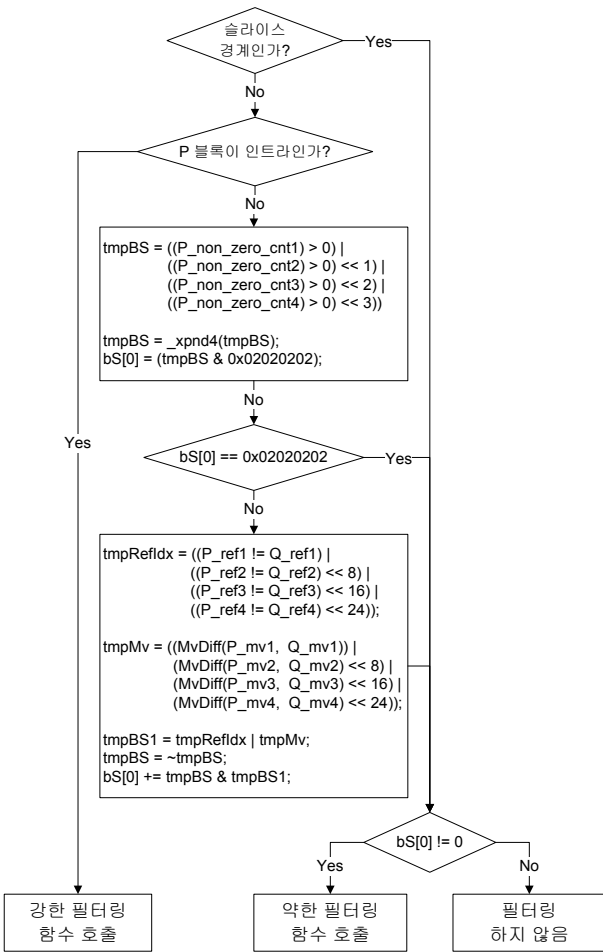 슬라이스
경계인가?
Yes
No
P 블록이 인트라인가?
No
tmpBS = ((P_non_zero_cnt1) > 0) |
((P_non_zero_cnt2) > 0) << 1) |
((P_non_zero_cnt3) > 0) << 2) |
((P_non_zero_cnt4) > 0) << 3))
tmpBS = _xpnd4(tmpBS);
bS[0] = (tmpBS & 0x02020202);
No
Yes
bS[0] == 0x02020202
Yes
No
tmpRefIdx = ((P_ref1 != Q_ref1) |
((P_ref2 != Q_ref2) << 8) |
((P_ref3 != Q_ref3) << 16) |
((P_ref4 != Q_ref4) << 24));
tmpMv = ((MvDiff(P_mv1, Q_mv1)) |
(MvDiff(P_mv2, Q_mv2) << 8) |
(MvDiff(P_mv3, Q_mv3) << 16) |
(MvDiff(P_mv4, Q_mv4) << 24));
tmpBS1 = tmpRefIdx | tmpMv;
tmpBS = ~tmpBS;
bS[0] += tmpBS & tmpBS1;
bS[0] != 0
Yes
No
강한 필터링
함수 호출
약한 필터링
함수 호출
필터링
하지 않음